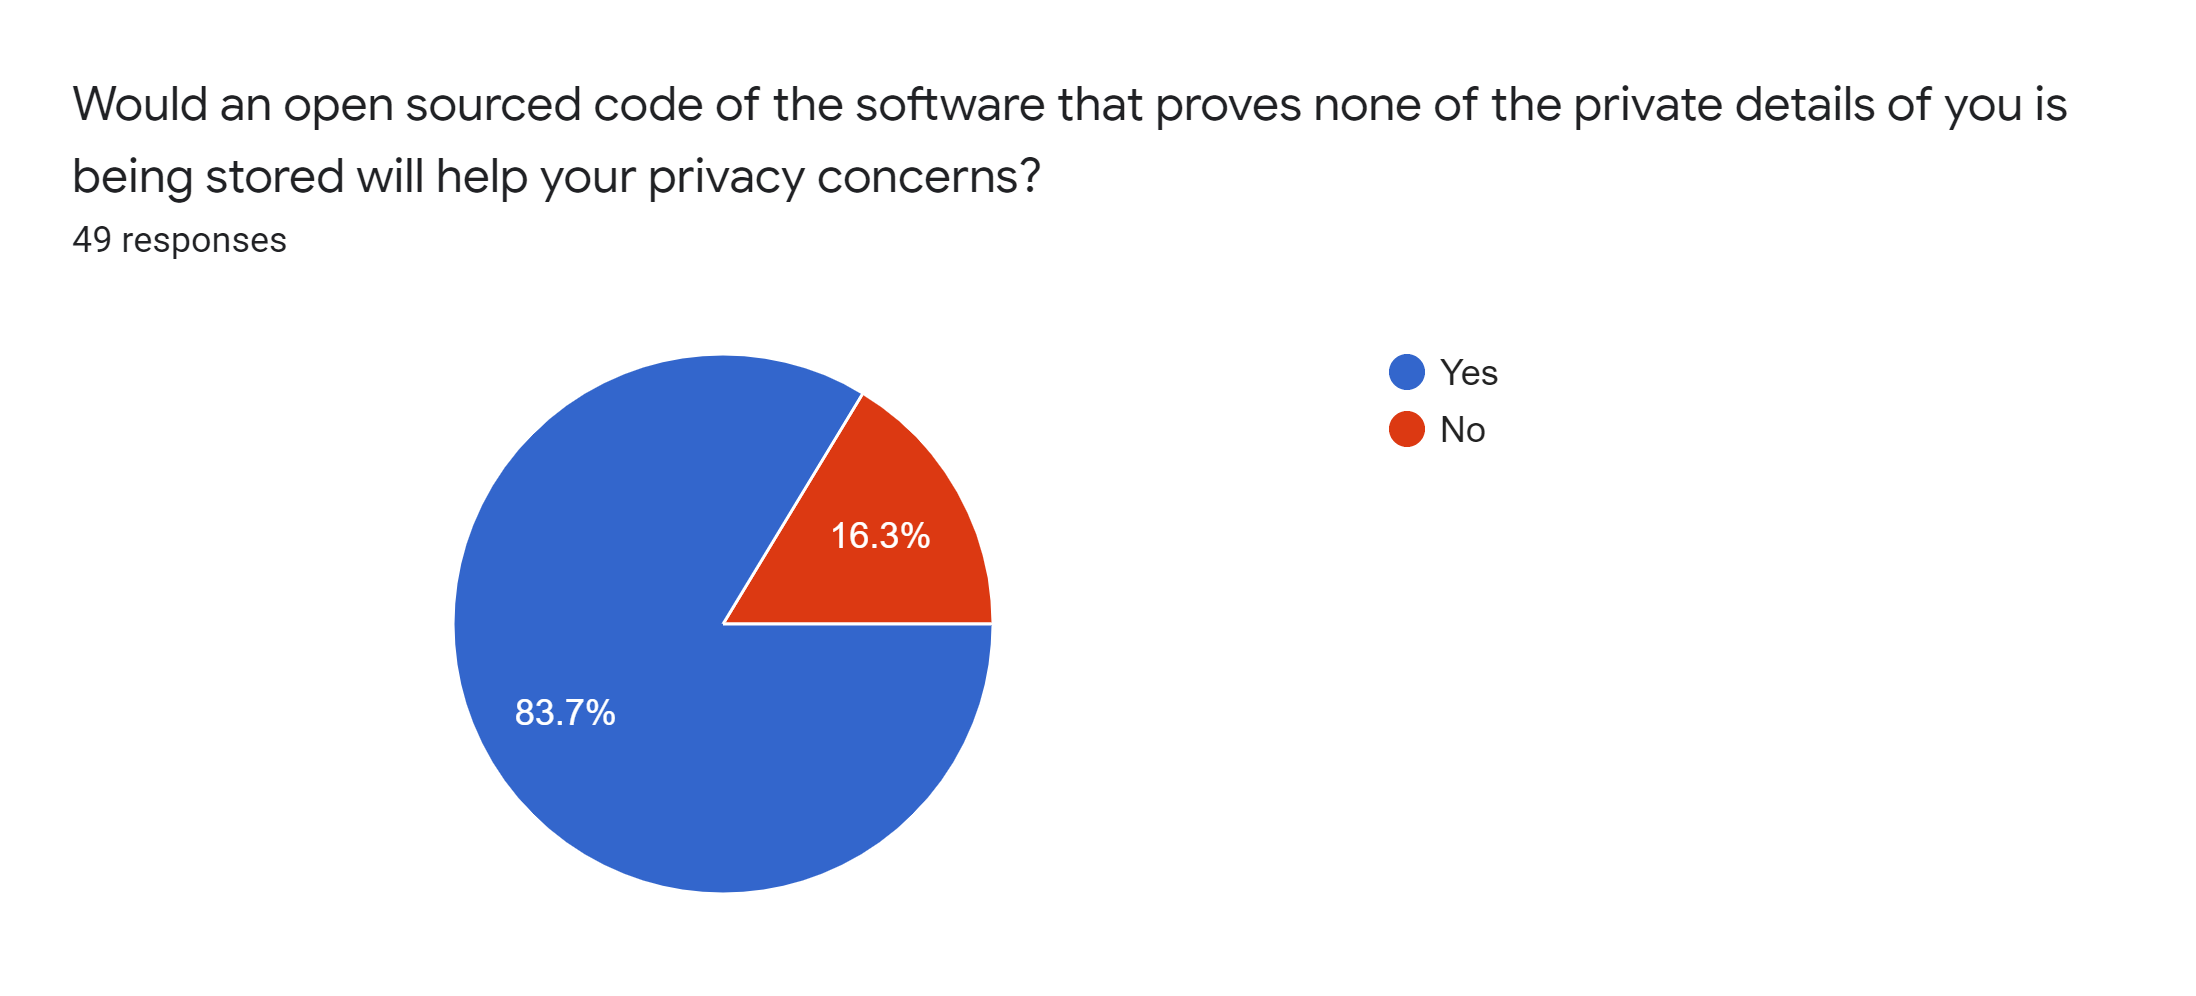 Would an open sourced code of the software that proves none of the private details of you is
being stored will help your privacy concerns?
49 responses
Yes
No
16.3%
83.7%